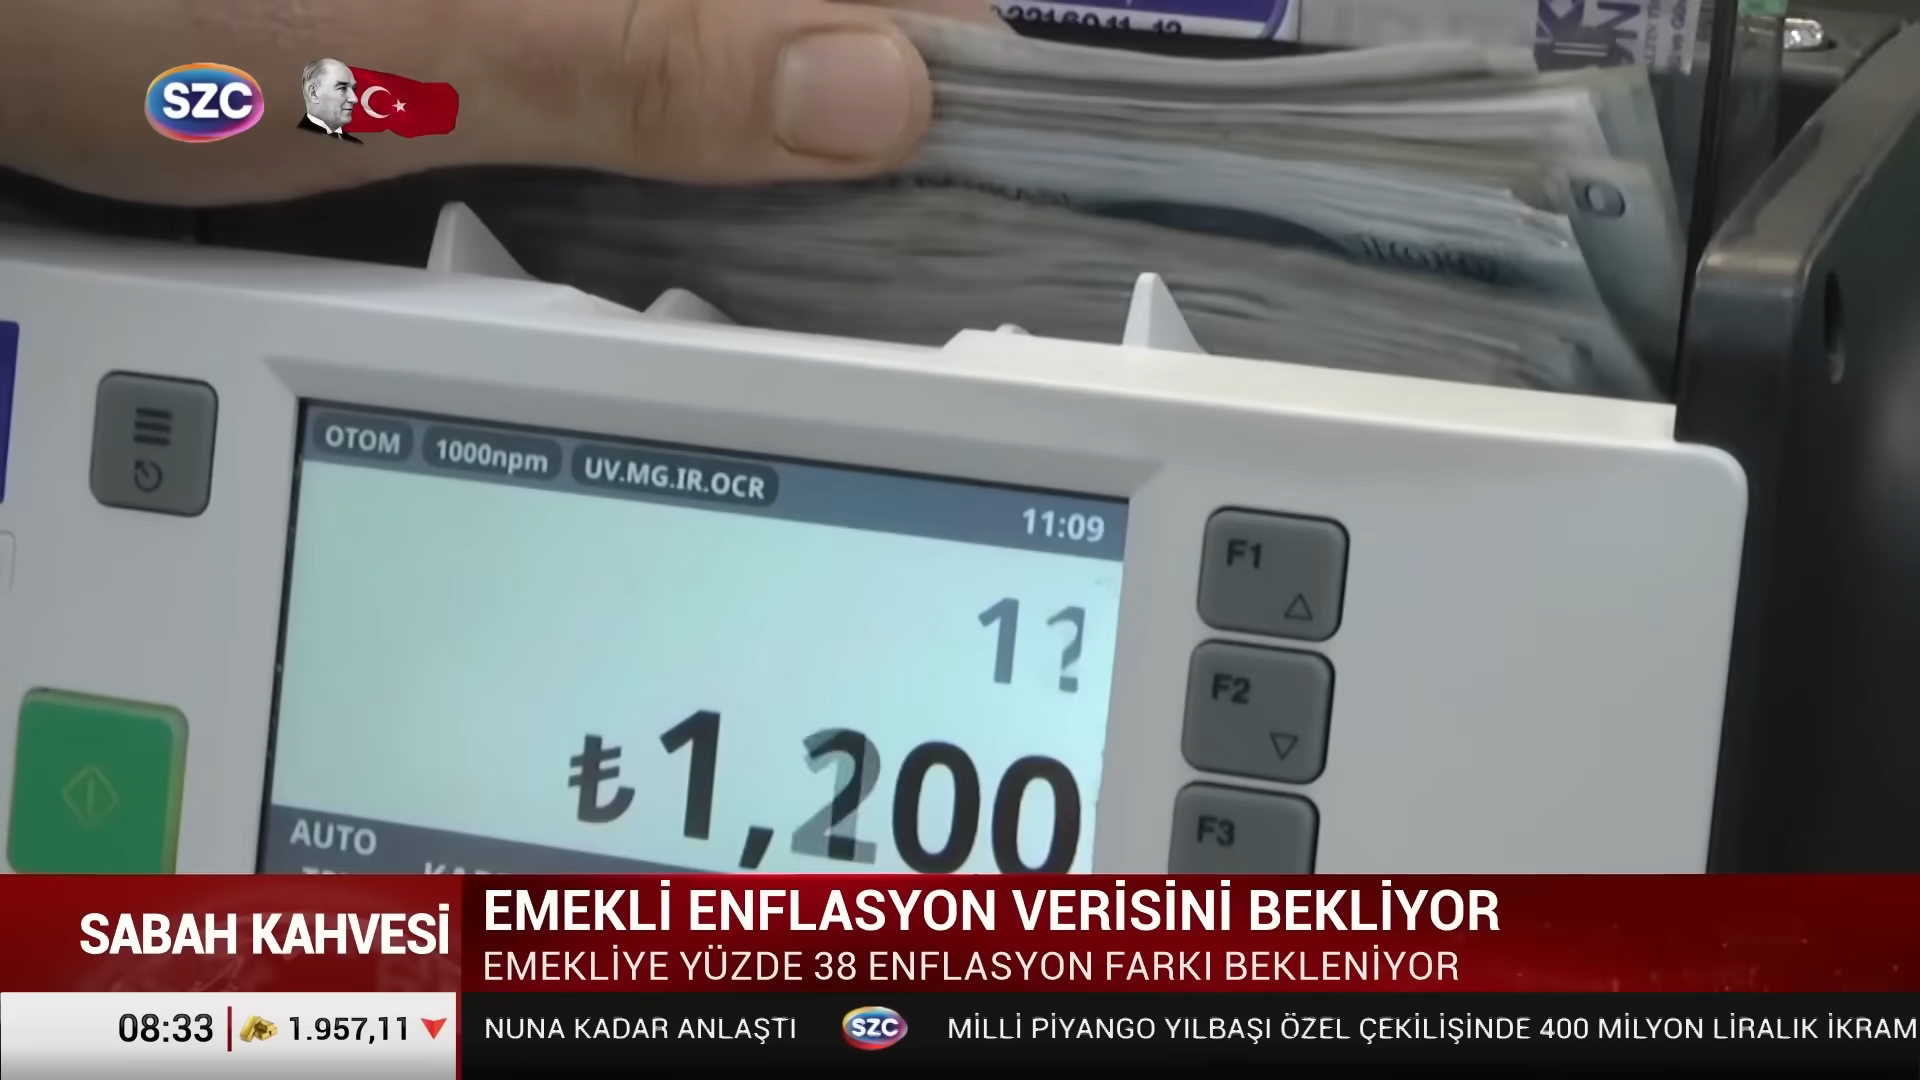 SZC
OTOM 1000npm UV.MG.IR.OCR
11:09
₺1,200
F1
F2
F3
AUTO
SABAH KAHVESİ
EMEKLİ ENFLASYON VERİSİNİ BEKLİYOR
EMEKLİYE YÜZDE 38 ENFLASYON FARKI BEKLENİYOR
08:33 1.957,11
NUNA KADAR ANLAŞTI SZC MİLLİ PİYANGO YILBAŞI ÖZEL ÇEKİLİŞİNDE 400 MİLYON LİRALIK İKRAM